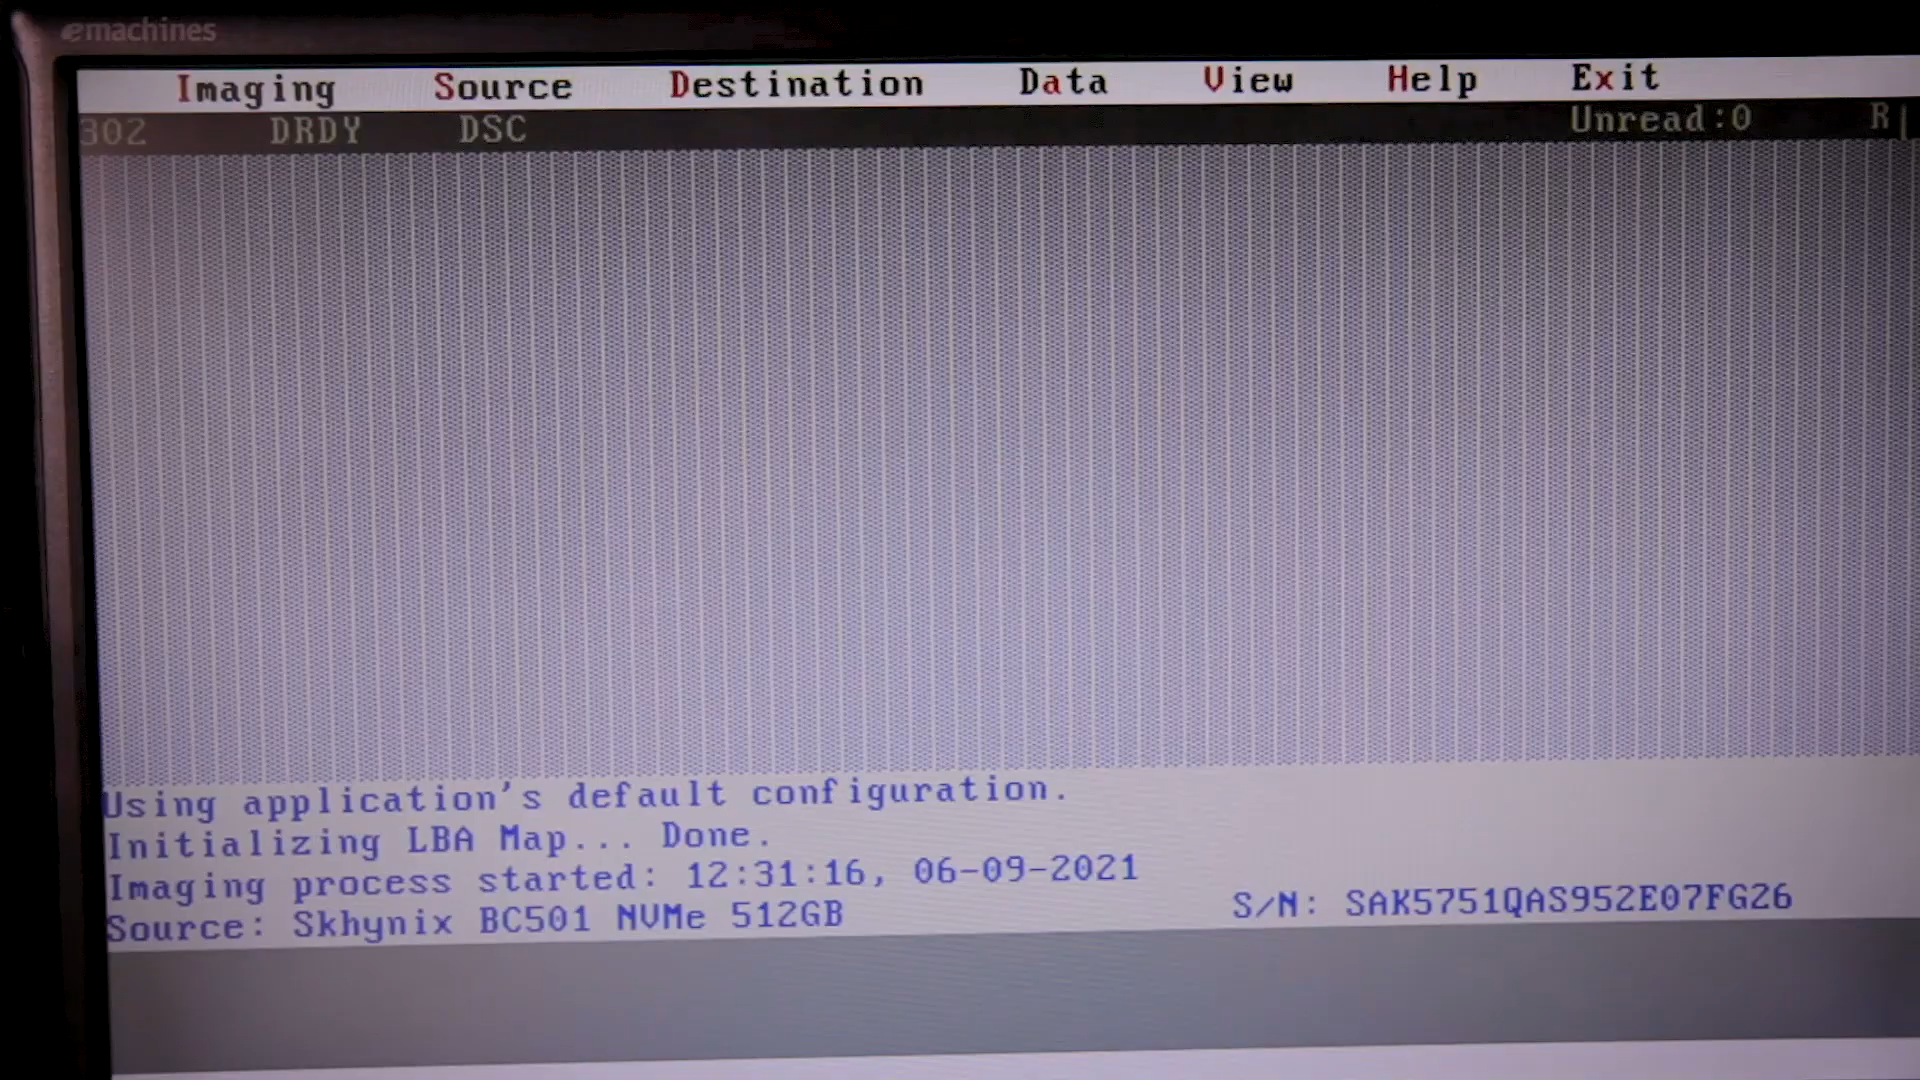 emachines
Imaging Source Destination Data View Help Exit
302 DRDY DSC Unread:0 R
Using application's default configuration.
Initializing LBA Map... Done.
Imaging process started: 12:31:16, 06-09-2021
Source: Skhynix BC501 NVMe 512GB S/N: SAK5751QAS952E07FG26